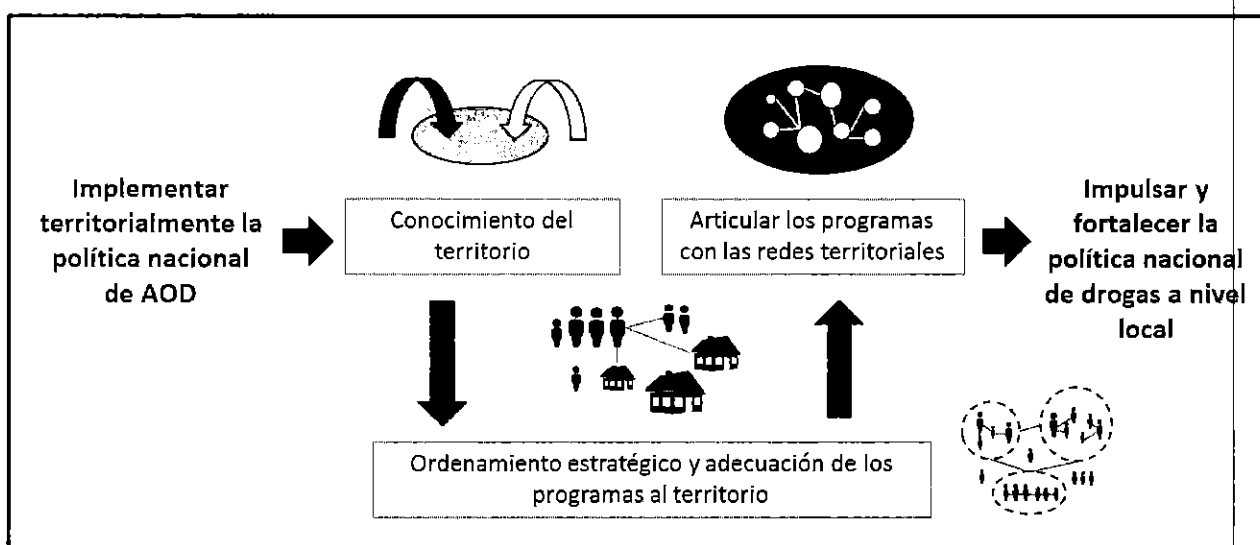 Implementar
territorialmente la
política nacional
de AOD
Conocimiento del
territorio
Articular los programas
con las redes territoriales
Impulsar y
fortalecer la
política nacional
de drogas a nivel
local
Ordenamiento estratégico y adecuación de los
programas al territorio